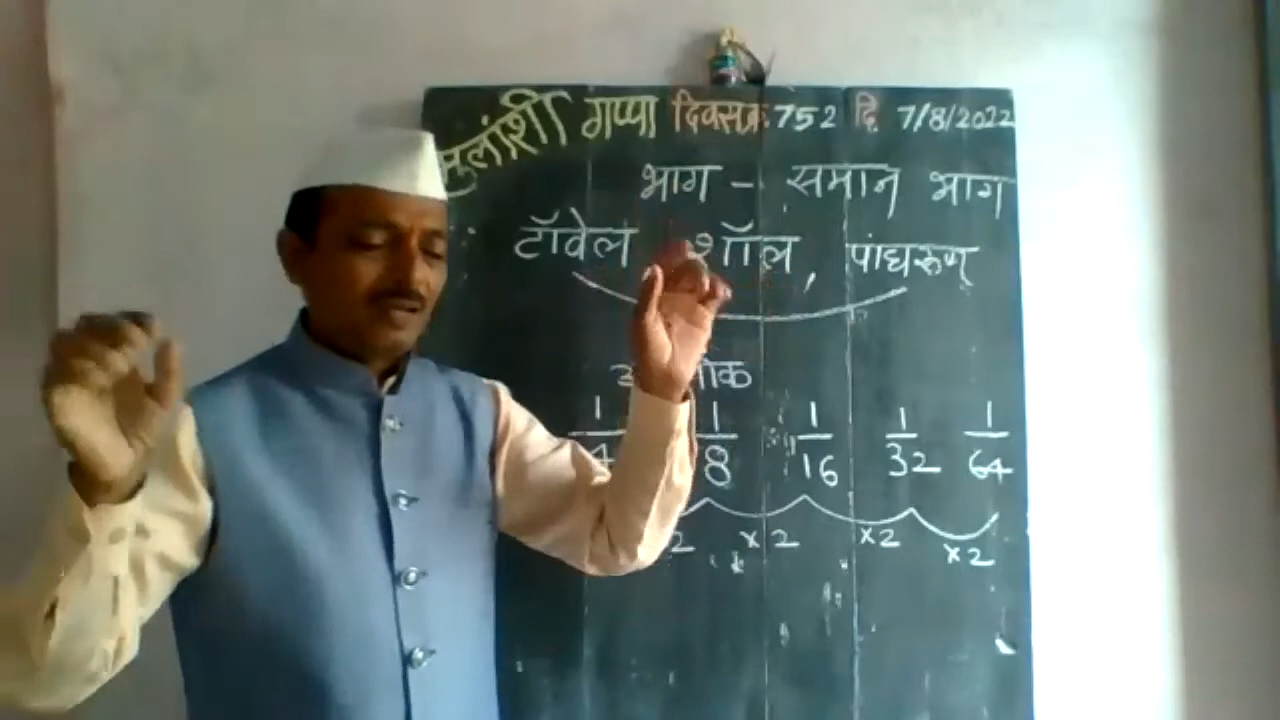 मुलांशी गप्पा दिवस क्र. 752 दि. 7/8/2022
भाग - समान भाग
टॉवेल, शॉल, पांघरूण
1/4 1/8 1/16 1/32 1/64
2 ×2 ×2 ×2